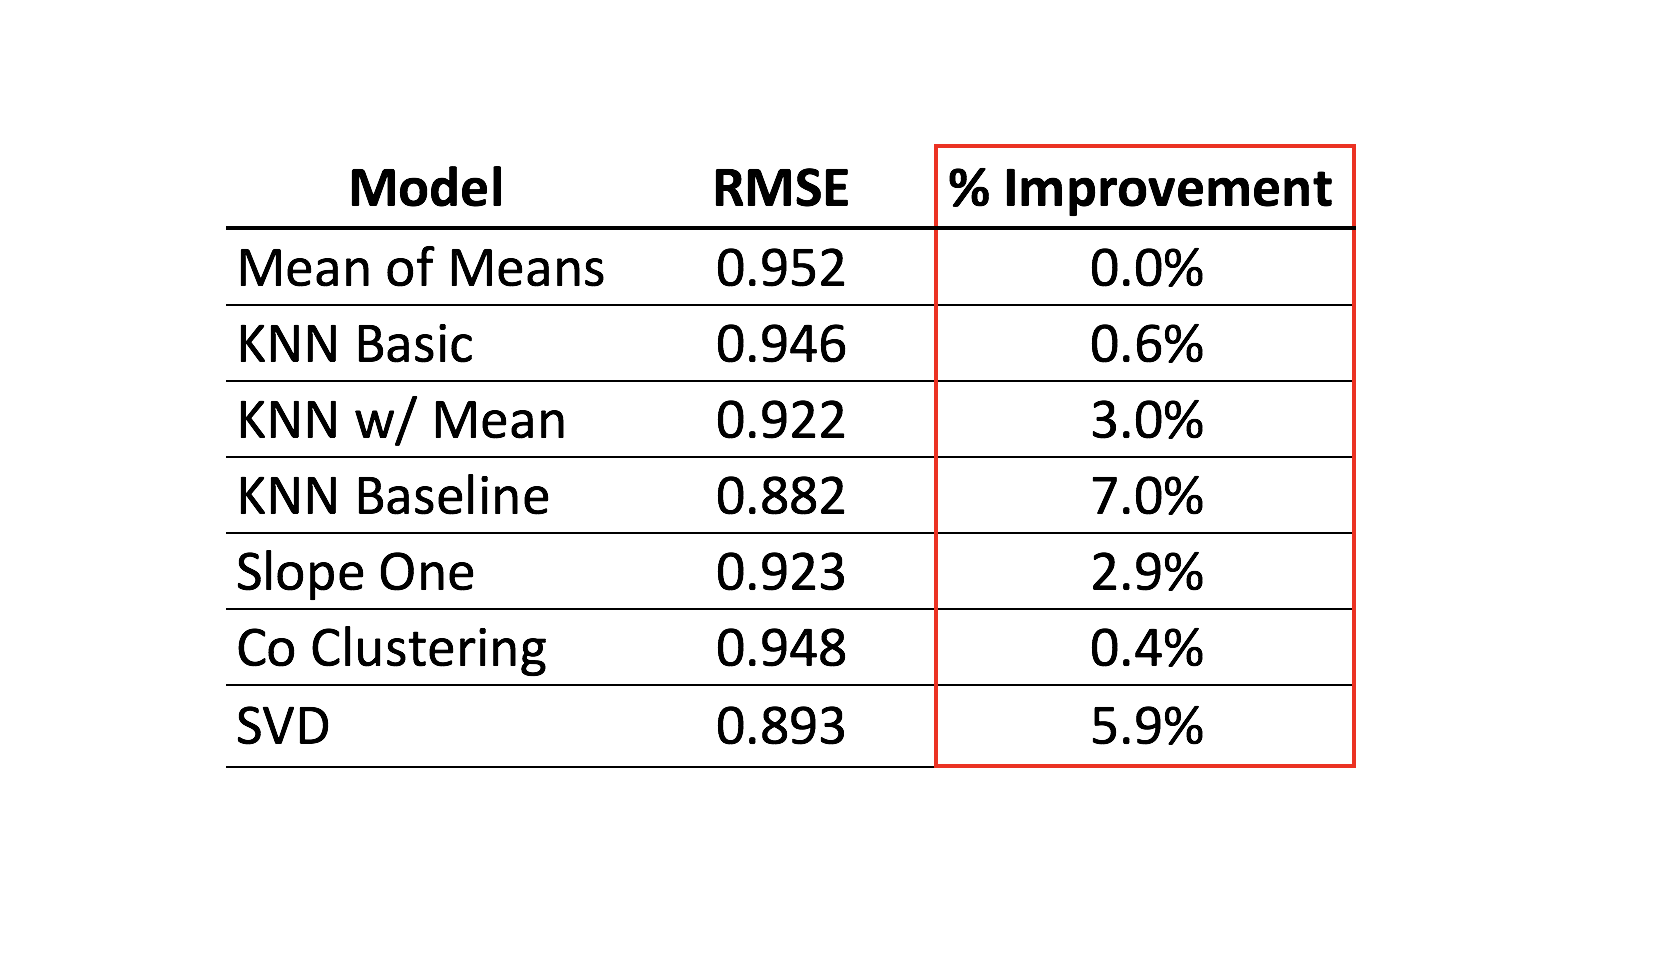 Model RMSE % Improvement
Mean of Means 0.952 0.0%
KNN Basic 0.946 0.6%
KNN w/ Mean 0.922 3.0%
KNN Baseline 0.882 7.0%
Slope One 0.923 2.9%
Co Clustering 0.948 0.4%
SVD 0.893 5.9%